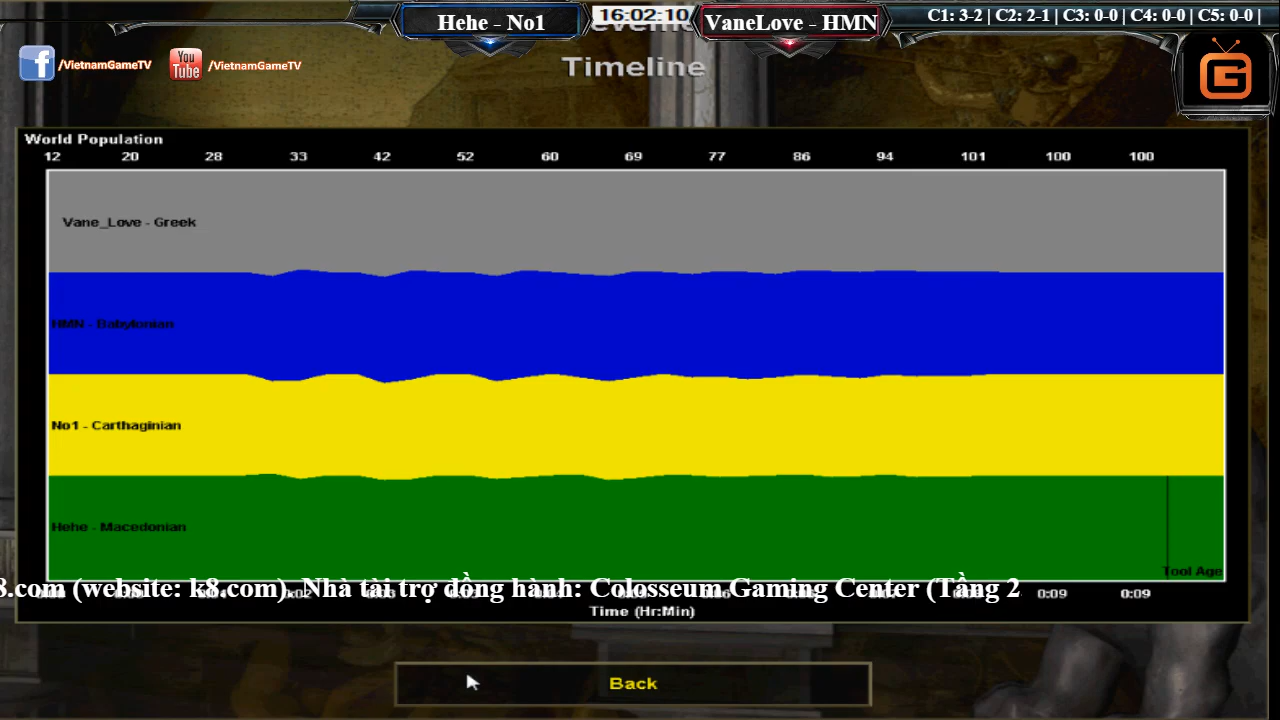 Hehe - No1
16:02:10
VaneLove - HMN
C1: 3-2 | C2: 2-1 | C3: 0-0 | C4: 0-0 | C5: 0-0 |
/VietnamGameTV
You Tube /VietnamGameTV
Timeline
World Population
12 20 28 33 42 52 60 69 77 86 94 101 100 100
Vane_Love - Greek
HMN - Babylonian
No1 - Carthaginian
Hehe - Macedonian
Tool Age
8.com (website: k8.com). Nhà tài trợ đồng hành: Colosseum Gaming Center (Tầng 2
0:09 0:09
Time (Hr:Min)
Back